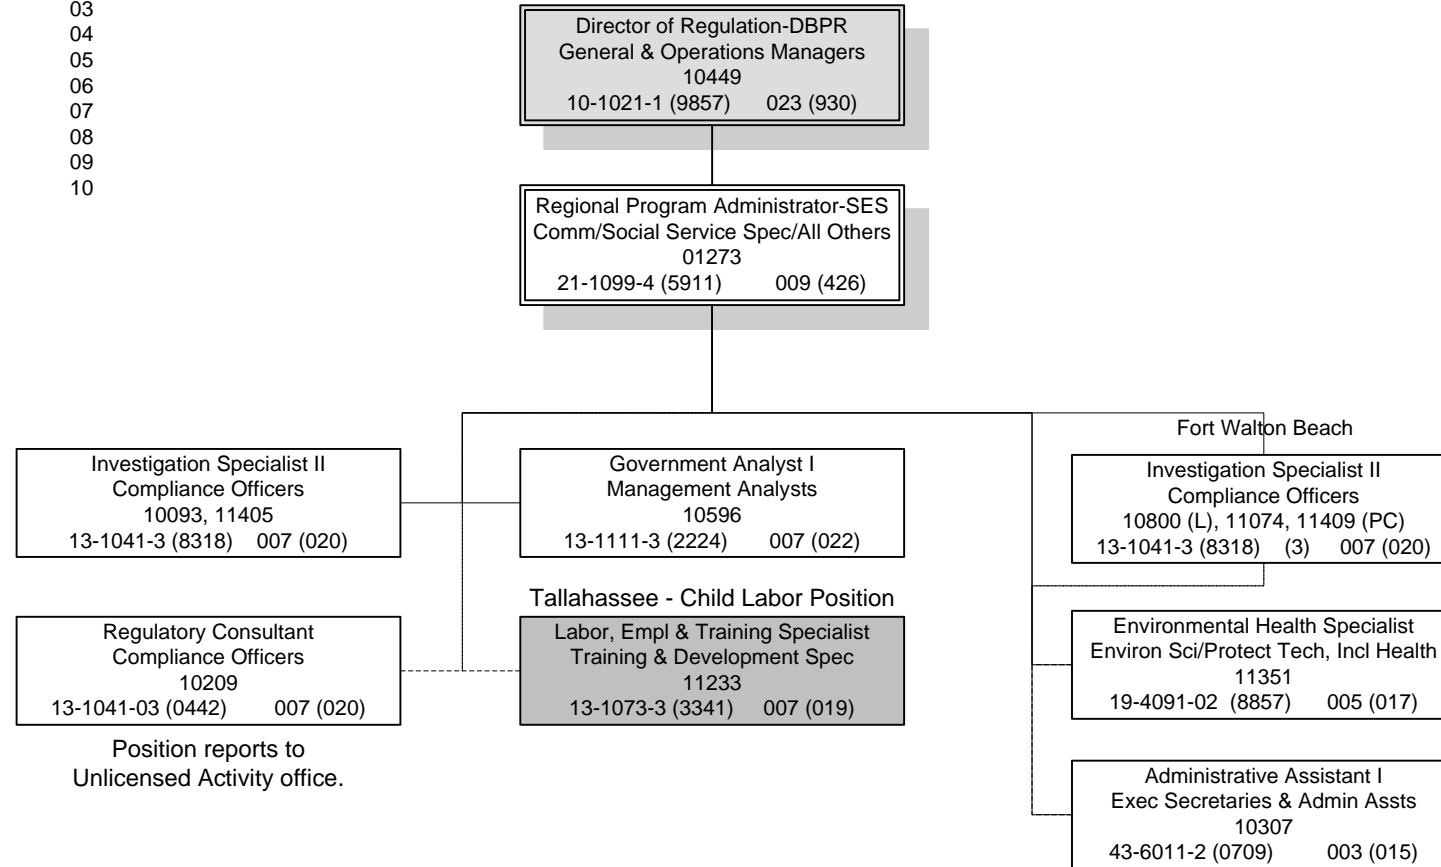 03
04
05
06
07
08
09
10
Director of Regulation-DBPR
General & Operations Managers
10449
10-1021-1 (9857) 023 (930)
Regional Program Administrator-SES
Comm/Social Service Spec/All Others
01273
21-1099-4 (5911) 009 (426)
Investigation Specialist II
Compliance Officers
10093, 11405
13-1041-3 (8318) 007 (020)
Government Analyst I
Management Analysts
10596
13-1111-3 (2224) 007 (022)
Fort Walton Beach
Investigation Specialist II
Compliance Officers
10800 (L), 11074, 11409 (PC)
13-1041-3 (8318) (3) 007 (020)
Regulatory Consultant
Compliance Officers
10209
13-1041-03 (0442) 007 (020)
Position reports to
Unlicensed Activity office.
Tallahassee - Child Labor Position
Labor, Empl & Training Specialist
Training & Development Spec
11233
13-1073-3 (3341) 007 (019)
Environmental Health Specialist
Environ Sci/Protect Tech, Incl Health
11351
19-4091-02 (8857) 005 (017)
Administrative Assistant I
Exec Secretaries & Admin Assts
10307
43-6011-2 (0709) 003 (015)